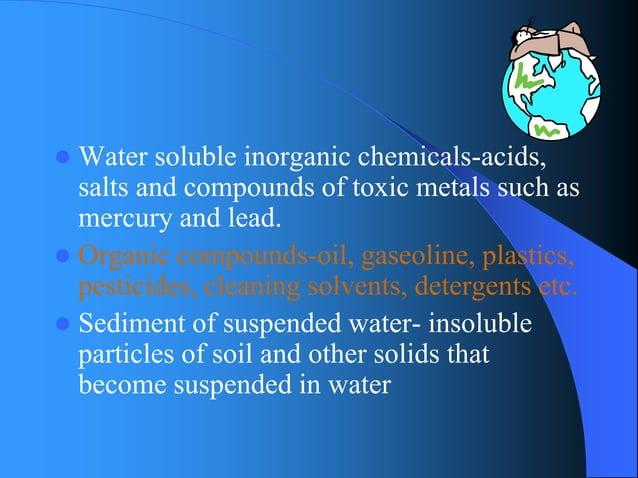 Water soluble inorganic chemicals-acids,
salts and compounds of toxic metals such as
mercury and lead.
Organic compounds-oil, gaseoline, plastics,
pesticides, cleaning solvents, detergents etc.
Sediment of suspended water- insoluble
particles of soil and other solids that
become suspended in water